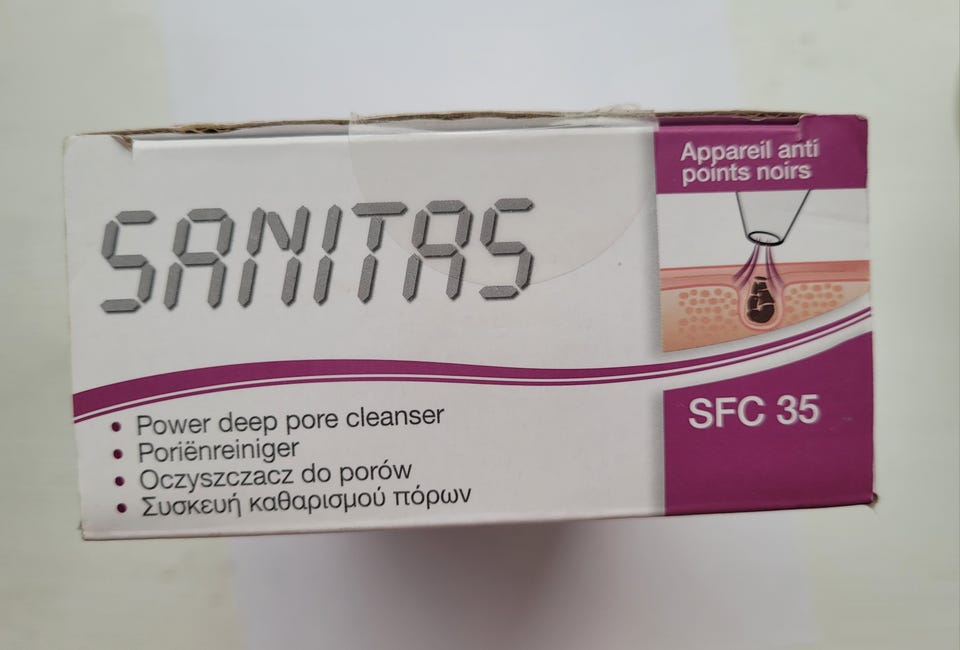 SANITAS
Appareil anti
points noirs
SFC 35
• Power deep pore cleanser
• Poriënreiniger
• Oczyszczacz do porów
• Συσκευή καθαρισμού πόρων